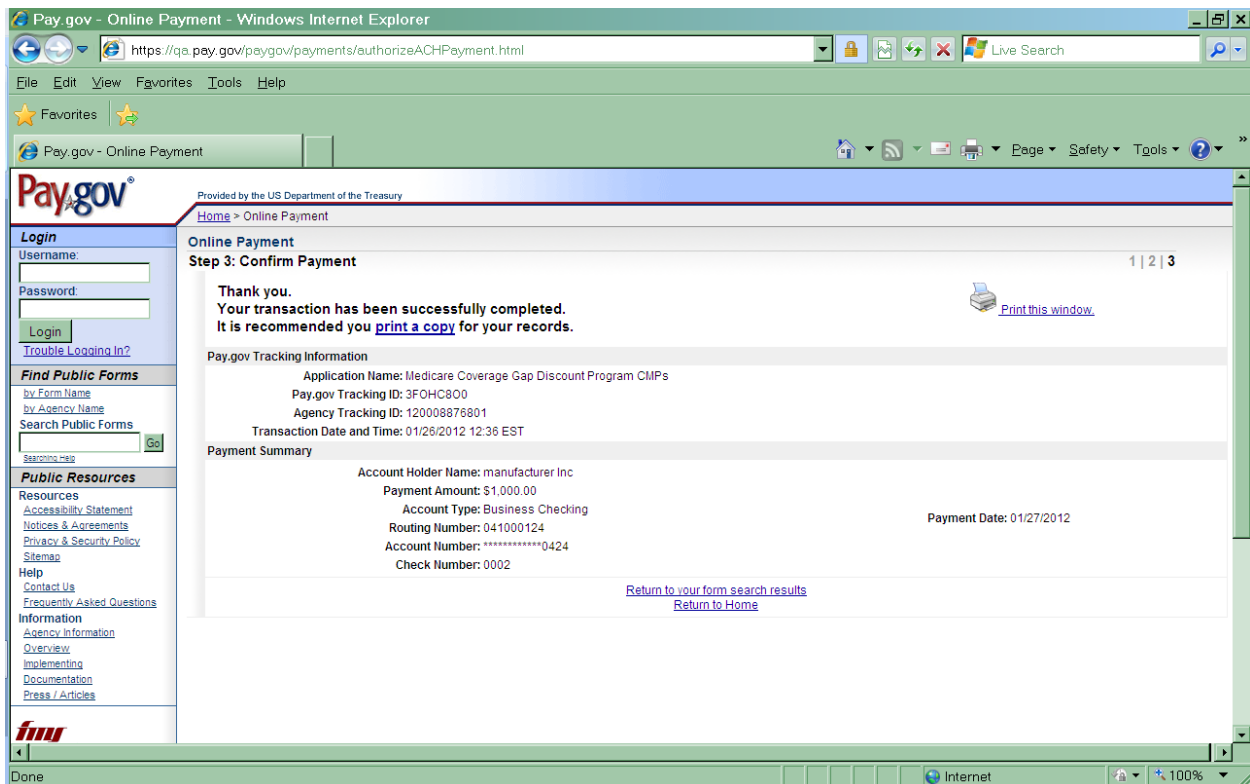 Pay.gov - Online Payment - Windows Internet Explorer
https://qa.pay.gov/paygov/payments/authorizeACHPayment.html
Live Search
File Edit View Favorites Tools Help
Favorites
Pay.gov - Online Payment
Page Safety Tools
Pay.gov®
Provided by the US Department of the Treasury
Home > Online Payment
Login
Username:
Password:
Login
Trouble Logging In?
Find Public Forms
by Form Name
by Agency Name
Search Public Forms
Go
Searching Help
Public Resources
Resources
Accessibility Statement
Notices & Agreements
Privacy & Security Policy
Sitemap
Help
Contact Us
Frequently Asked Questions
Information
Agency Information
Overview
Implementing
Documentation
Press / Articles
Online Payment
Step 3: Confirm Payment 1 | 2 | 3
Thank you.
Your transaction has been successfully completed.
It is recommended you print a copy for your records.
Print this window.
Pay.gov Tracking Information
Application Name: Medicare Coverage Gap Discount Program CMPs
Pay.gov Tracking ID: 3FOHC8O0
Agency Tracking ID: 120008876801
Transaction Date and Time: 01/26/2012 12:36 EST
Payment Summary
Account Holder Name: manufacturer Inc
Payment Amount: $1,000.00
Account Type: Business Checking
Payment Date: 01/27/2012
Routing Number: 041000124
Account Number: ************0424
Check Number: 0002
Return to your form search results
Return to Home
Done
Internet
100%